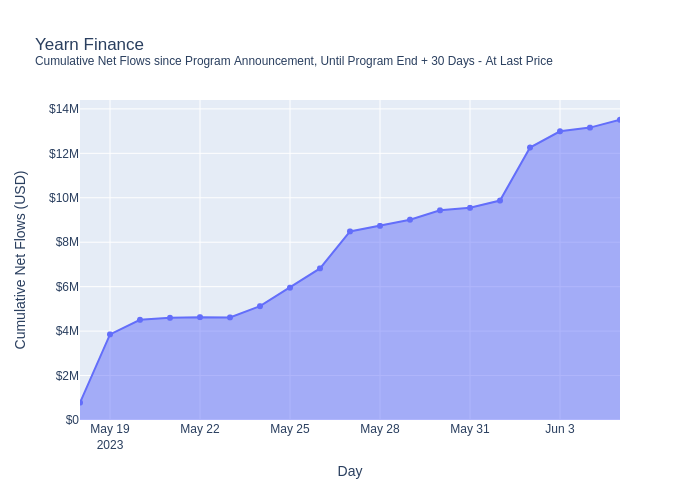 Yearn Finance
Cumulative Net Flows since Program Announcement, Until Program End + 30 Days - At Last Price
Cumulative Net Flows (USD)
$14M
$12M
$10M
$8M
$6M
$4M
$2M
$0
May 19 May 22 May 25 May 28 May 31 Jun 3
2023
Day